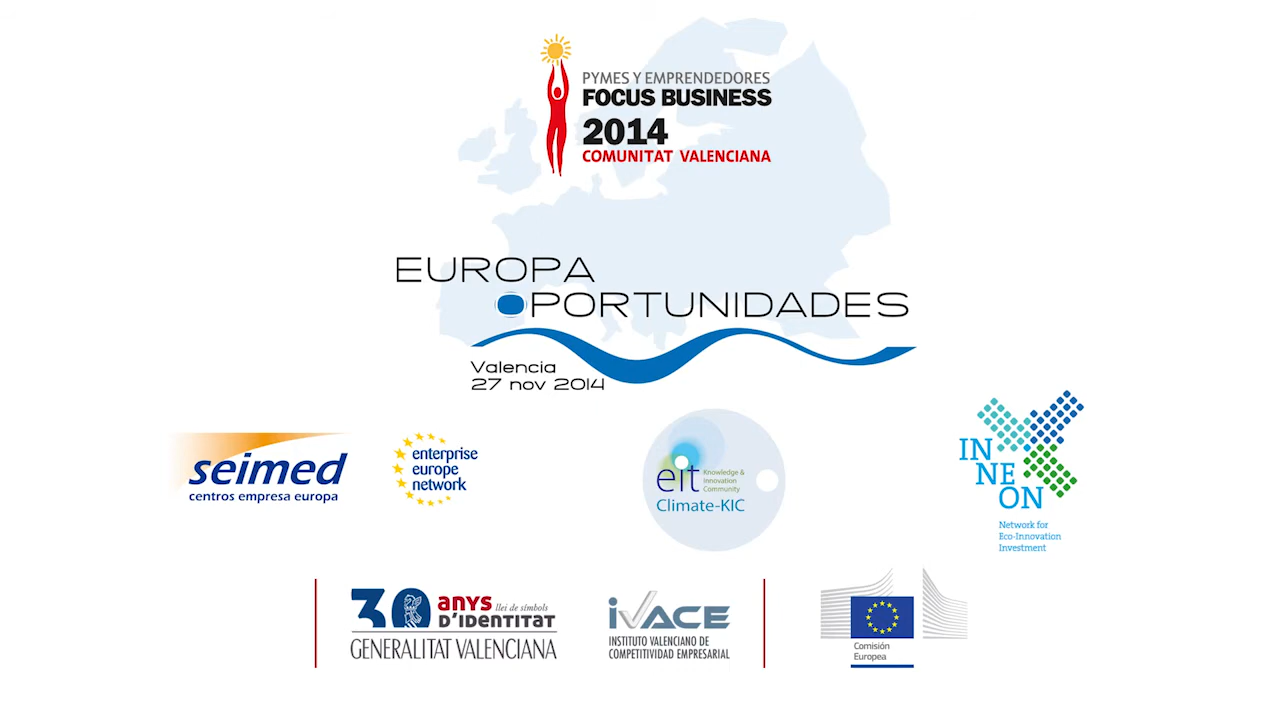 PYMES Y EMPRENDEDORES
FOCUS BUSINESS
2014
COMUNITAT VALENCIANA
EUROPA
OPORTUNIDADES
Valencia
27 nov 2014
seimed
centros empresa europa
enterprise
europe
network
eit
Knowledge &
Innovation
Community
Climate-KIC
IN
NE
ON
Network for
Eco-Innovation
Investment
30 ANYS llei de símbols
D'IDENTITAT
GENERALITAT VALENCIANA
iVACE
INSTITUTO VALENCIANO DE
COMPETITIVIDAD EMPRESARIAL
Comisión
Europea